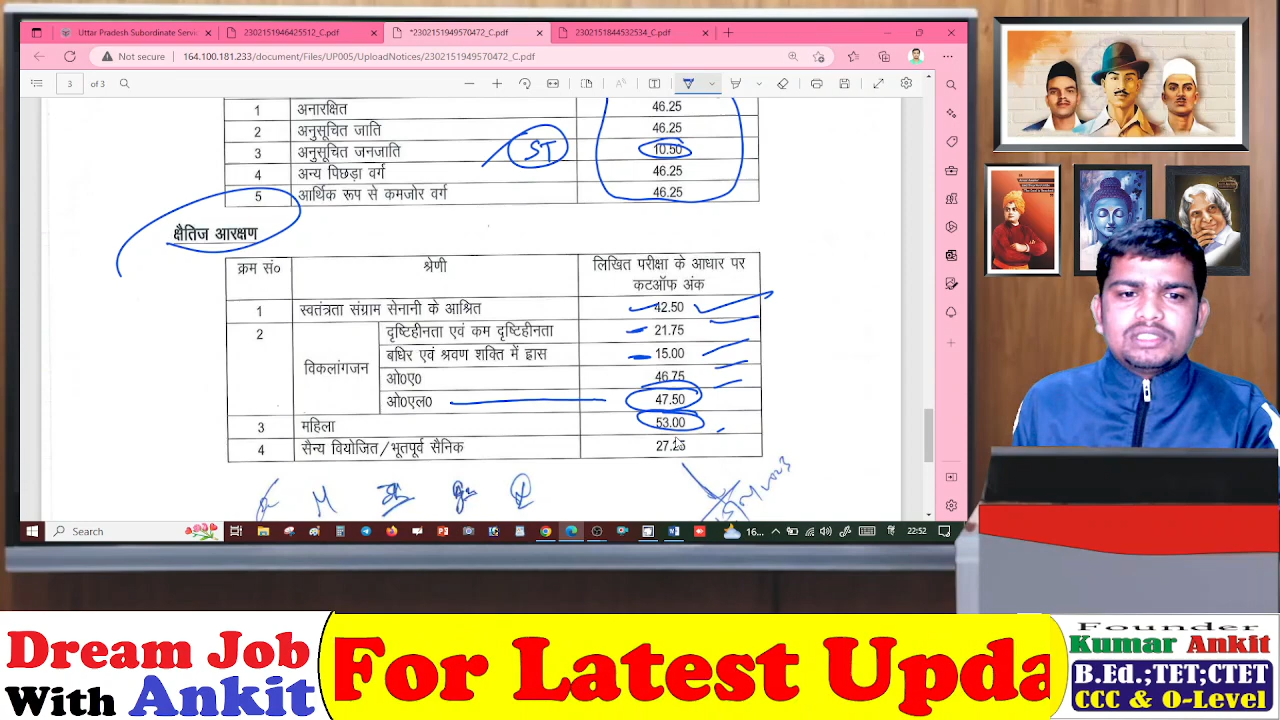 Uttar Pradesh Subordinate Servi
2302151946425512_C.pdf
*2302151949570472_C.pdf
2302151844532534_C.pdf
Not secure
164.100.181.233/document/Files/UP005/UploadNotices/2302151949570472_C.pdf
3 of 3
1 अनारक्षित 46.25
2 अनुसूचित जाति 46.25
3 अनुसूचित जनजाति 10.50
ST
4 अन्य पिछड़ा वर्ग 46.25
5 आर्थिक रूप से कमजोर वर्ग 46.25
क्षैतिज आरक्षण
क्रम सं० श्रेणी लिखित परीक्षा के आधार पर
कटऑफ अंक
1 स्वतंत्रता संग्राम सेनानी के आश्रित 42.50
2 दृष्टिहीनता एवं कम दृष्टिहीनता 21.75
बधिर एवं श्रवण शक्ति में ह्रास 15.00
विकलांगजन
ओ०ए० 46.75
ओ०एल० 47.50
3 महिला 53.00
4 सैन्य वियोजित/भूतपूर्व सैनिक 27.25
M
Search
16...
22:52
Dream Job
With Ankit
For Latest Upda
Founder
Kumar Ankit
B.Ed.;TET;CTET
CCC & O-Level